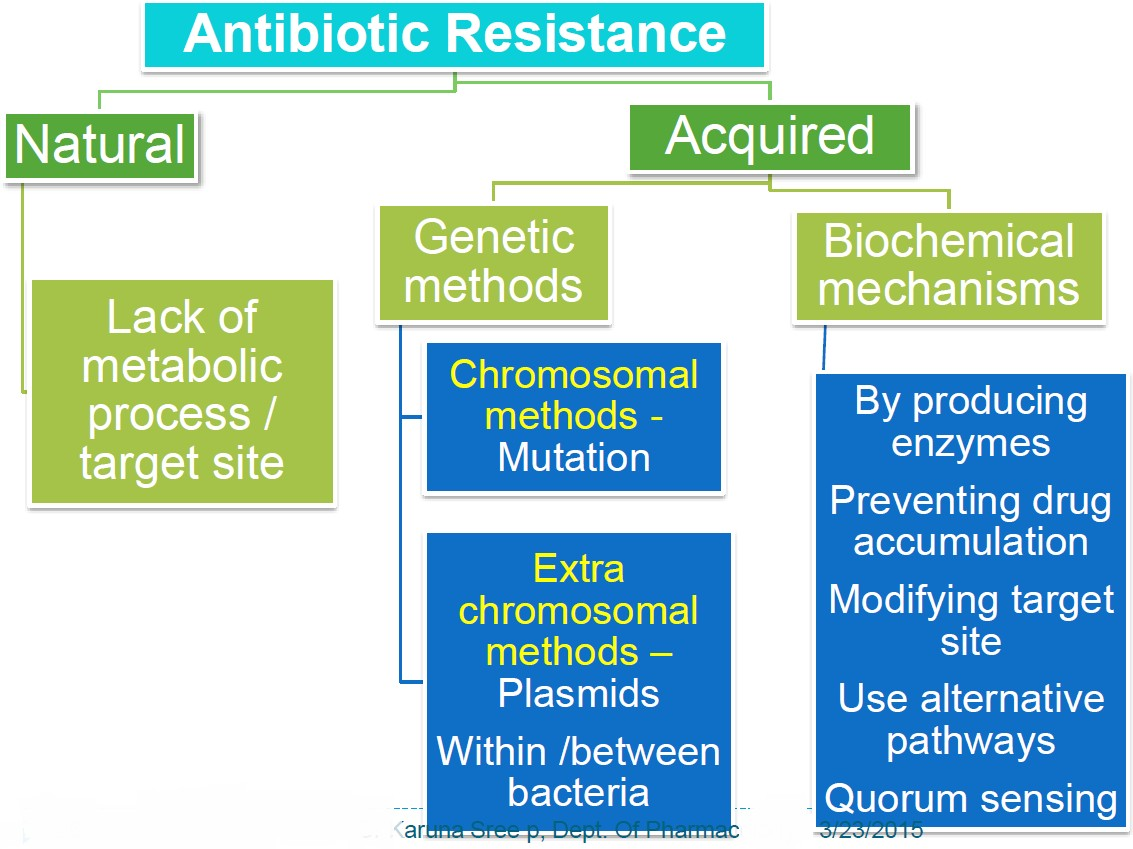 Antibiotic Resistance
Natural
Acquired
Lack of
metabolic
process /
target site
Genetic
methods
Chromosomal
methods -
Mutation
Extra
chromosomal
methods –
Plasmids
Within /between
bacteria
Biochemical
mechanisms
By producing
enzymes
Preventing drug
accumulation
Modifying target
site
Use alternative
pathways
Quorum sensing
Karuna Sree p, Dept. Of Pharmac 3/23/2015